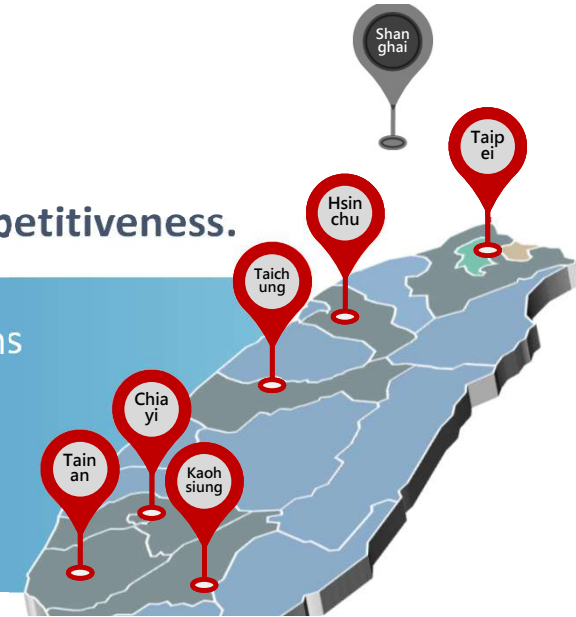 Shan
ghai
Taip
ei
Hsin
chu
petitiveness.
Taich
ung
ns
Chia
yi
Tain
an
Kaoh
siung